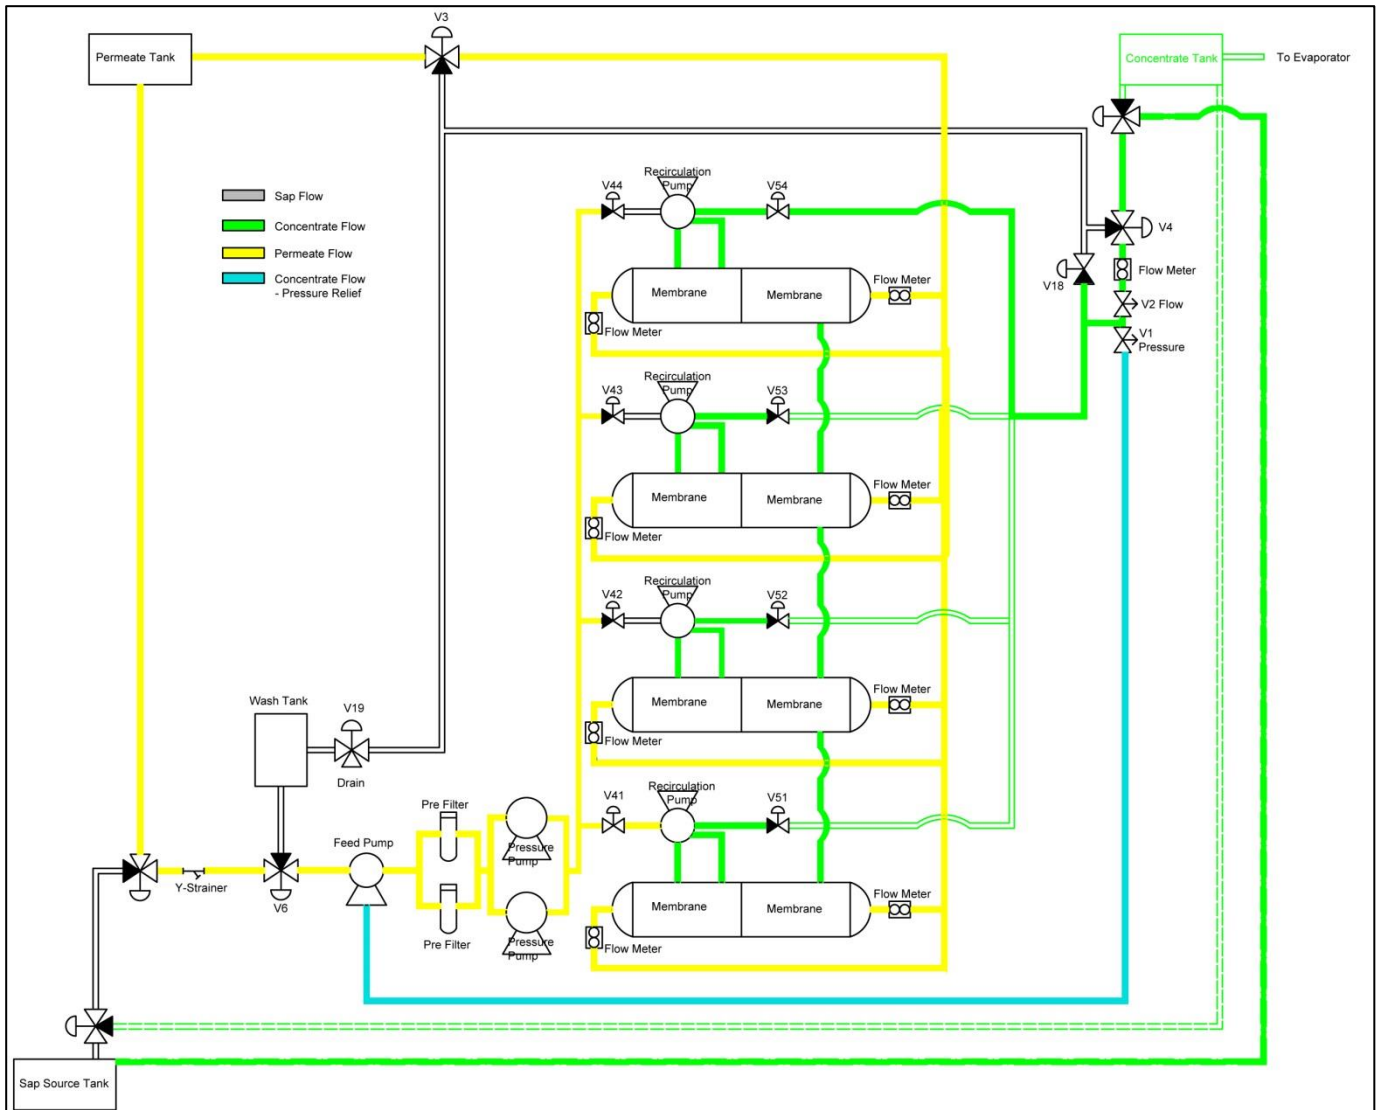 V3
Permeate Tank
Concentrate Tank
To Evaporator
Sap Flow
Concentrate Flow
Permeate Flow
Concentrate Flow
- Pressure Relief
Recirculation
Pump
V44
V54
V4
Membrane
Membrane
Flow Meter
Flow Meter
V18
Flow Meter
V2 Flow
V1
Pressure
Recirculation
Pump
V43
V53
Membrane
Membrane
Flow Meter
Flow Meter
Recirculation
Pump
V42
V52
Membrane
Membrane
Flow Meter
Flow Meter
Wash Tank
V19
Drain
Recirculation
Pump
V41
V51
Membrane
Membrane
Flow Meter
Flow Meter
Pre Filter
Feed Pump
Pressure
Pump
Y-Strainer
V6
Pre Filter
Pressure
Pump
Sap Source Tank